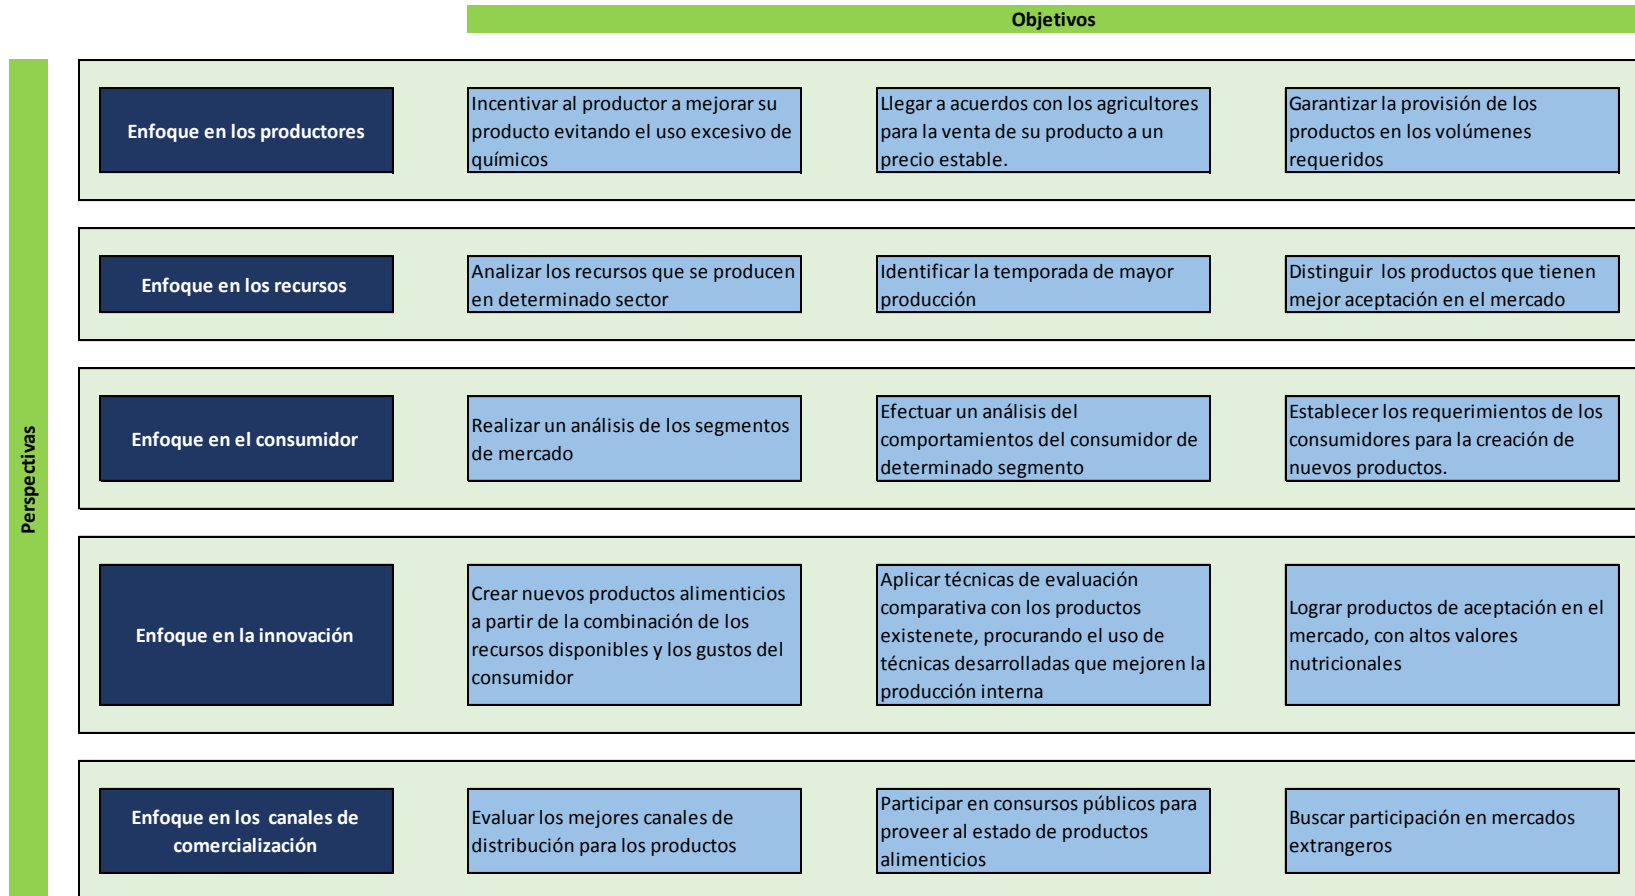 Objetivos
Perspectivas
Enfoque en los productores
Incentivar al productor a mejorar su
producto evitando el uso excesivo de
químicos
Llegar a acuerdos con los agricultores
para la venta de su producto a un
precio estable.
Garantizar la provisión de los
productos en los volúmenes
requeridos
Enfoque en los recursos
Analizar los recursos que se producen
en determinado sector
Identificar la temporada de mayor
producción
Distinguir los productos que tienen
mejor aceptación en el mercado
Enfoque en el consumidor
Realizar un análisis de los segmentos
de mercado
Efectuar un análisis del
comportamientos del consumidor de
determinado segmento
Establecer los requerimientos de los
consumidores para la creación de
nuevos productos.
Enfoque en la innovación
Crear nuevos productos alimenticios
a partir de la combinación de los
recursos disponibles y los gustos del
consumidor
Aplicar técnicas de evaluación
comparativa con los productos
existenete, procurando el uso de
técnicas desarrolladas que mejoren la
producción interna
Lograr productos de aceptación en el
mercado, con altos valores
nutricionales
Enfoque en los canales de
comercialización
Evaluar los mejores canales de
distribución para los productos
Participar en consursos públicos para
proveer al estado de productos
alimenticios
Buscar participación en mercados
extrangeros